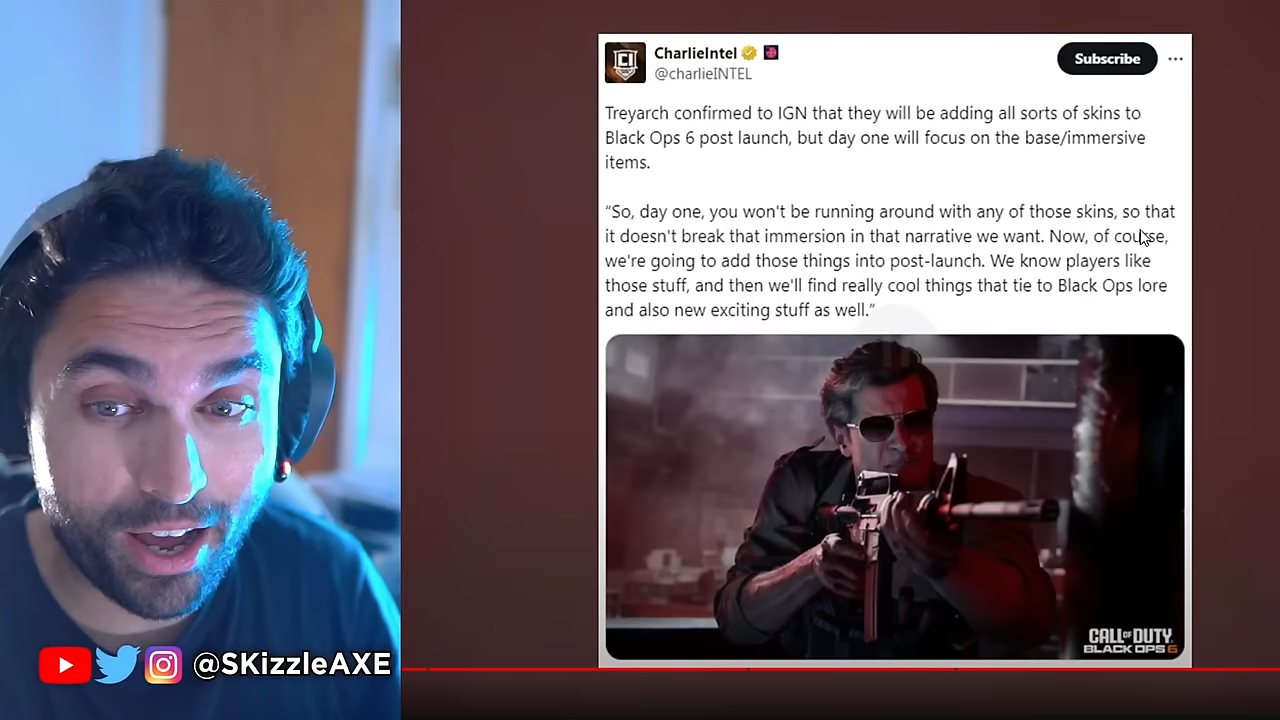 CharlieIntel
@charlieINTEL
Subscribe
Treyarch confirmed to IGN that they will be adding all sorts of skins to
Black Ops 6 post launch, but day one will focus on the base/immersive
items.
“So, day one, you won't be running around with any of those skins, so that
it doesn't break that immersion in that narrative we want. Now, of course,
we're going to add those things into post-launch. We know players like
those stuff, and then we'll find really cool things that tie to Black Ops lore
and also new exciting stuff as well.”
CALL OF DUTY
BLACK OPS 6
@SKizzleAXE